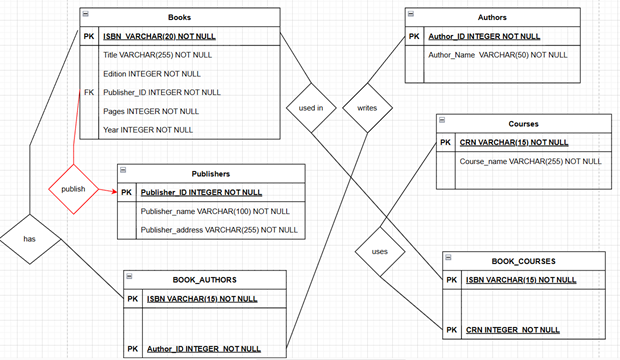 Books
PK ISBN VARCHAR(20) NOT NULL
Title VARCHAR(255) NOT NULL
Edition INTEGER NOT NULL
FK Publisher_ID INTEGER NOT NULL
Pages INTEGER NOT NULL
Year INTEGER NOT NULL
Authors
PK Author_ID INTEGER NOT NULL
Author_Name VARCHAR(50) NOT NULL
used in
writes
Courses
PK CRN VARCHAR(15) NOT NULL
Course_name VARCHAR(255) NOT NULL
publish
Publishers
PK Publisher_ID INTEGER NOT NULL
Publisher_name VARCHAR(100) NOT NULL
Publisher_address VARCHAR(255) NOT NULL
has
uses
BOOK_AUTHORS
PK ISBN VARCHAR(15) NOT NULL
PK Author_ID INTEGER NOT NULL
BOOK_COURSES
PK ISBN VARCHAR(15) NOT NULL
PK CRN INTEGER NOT NULL